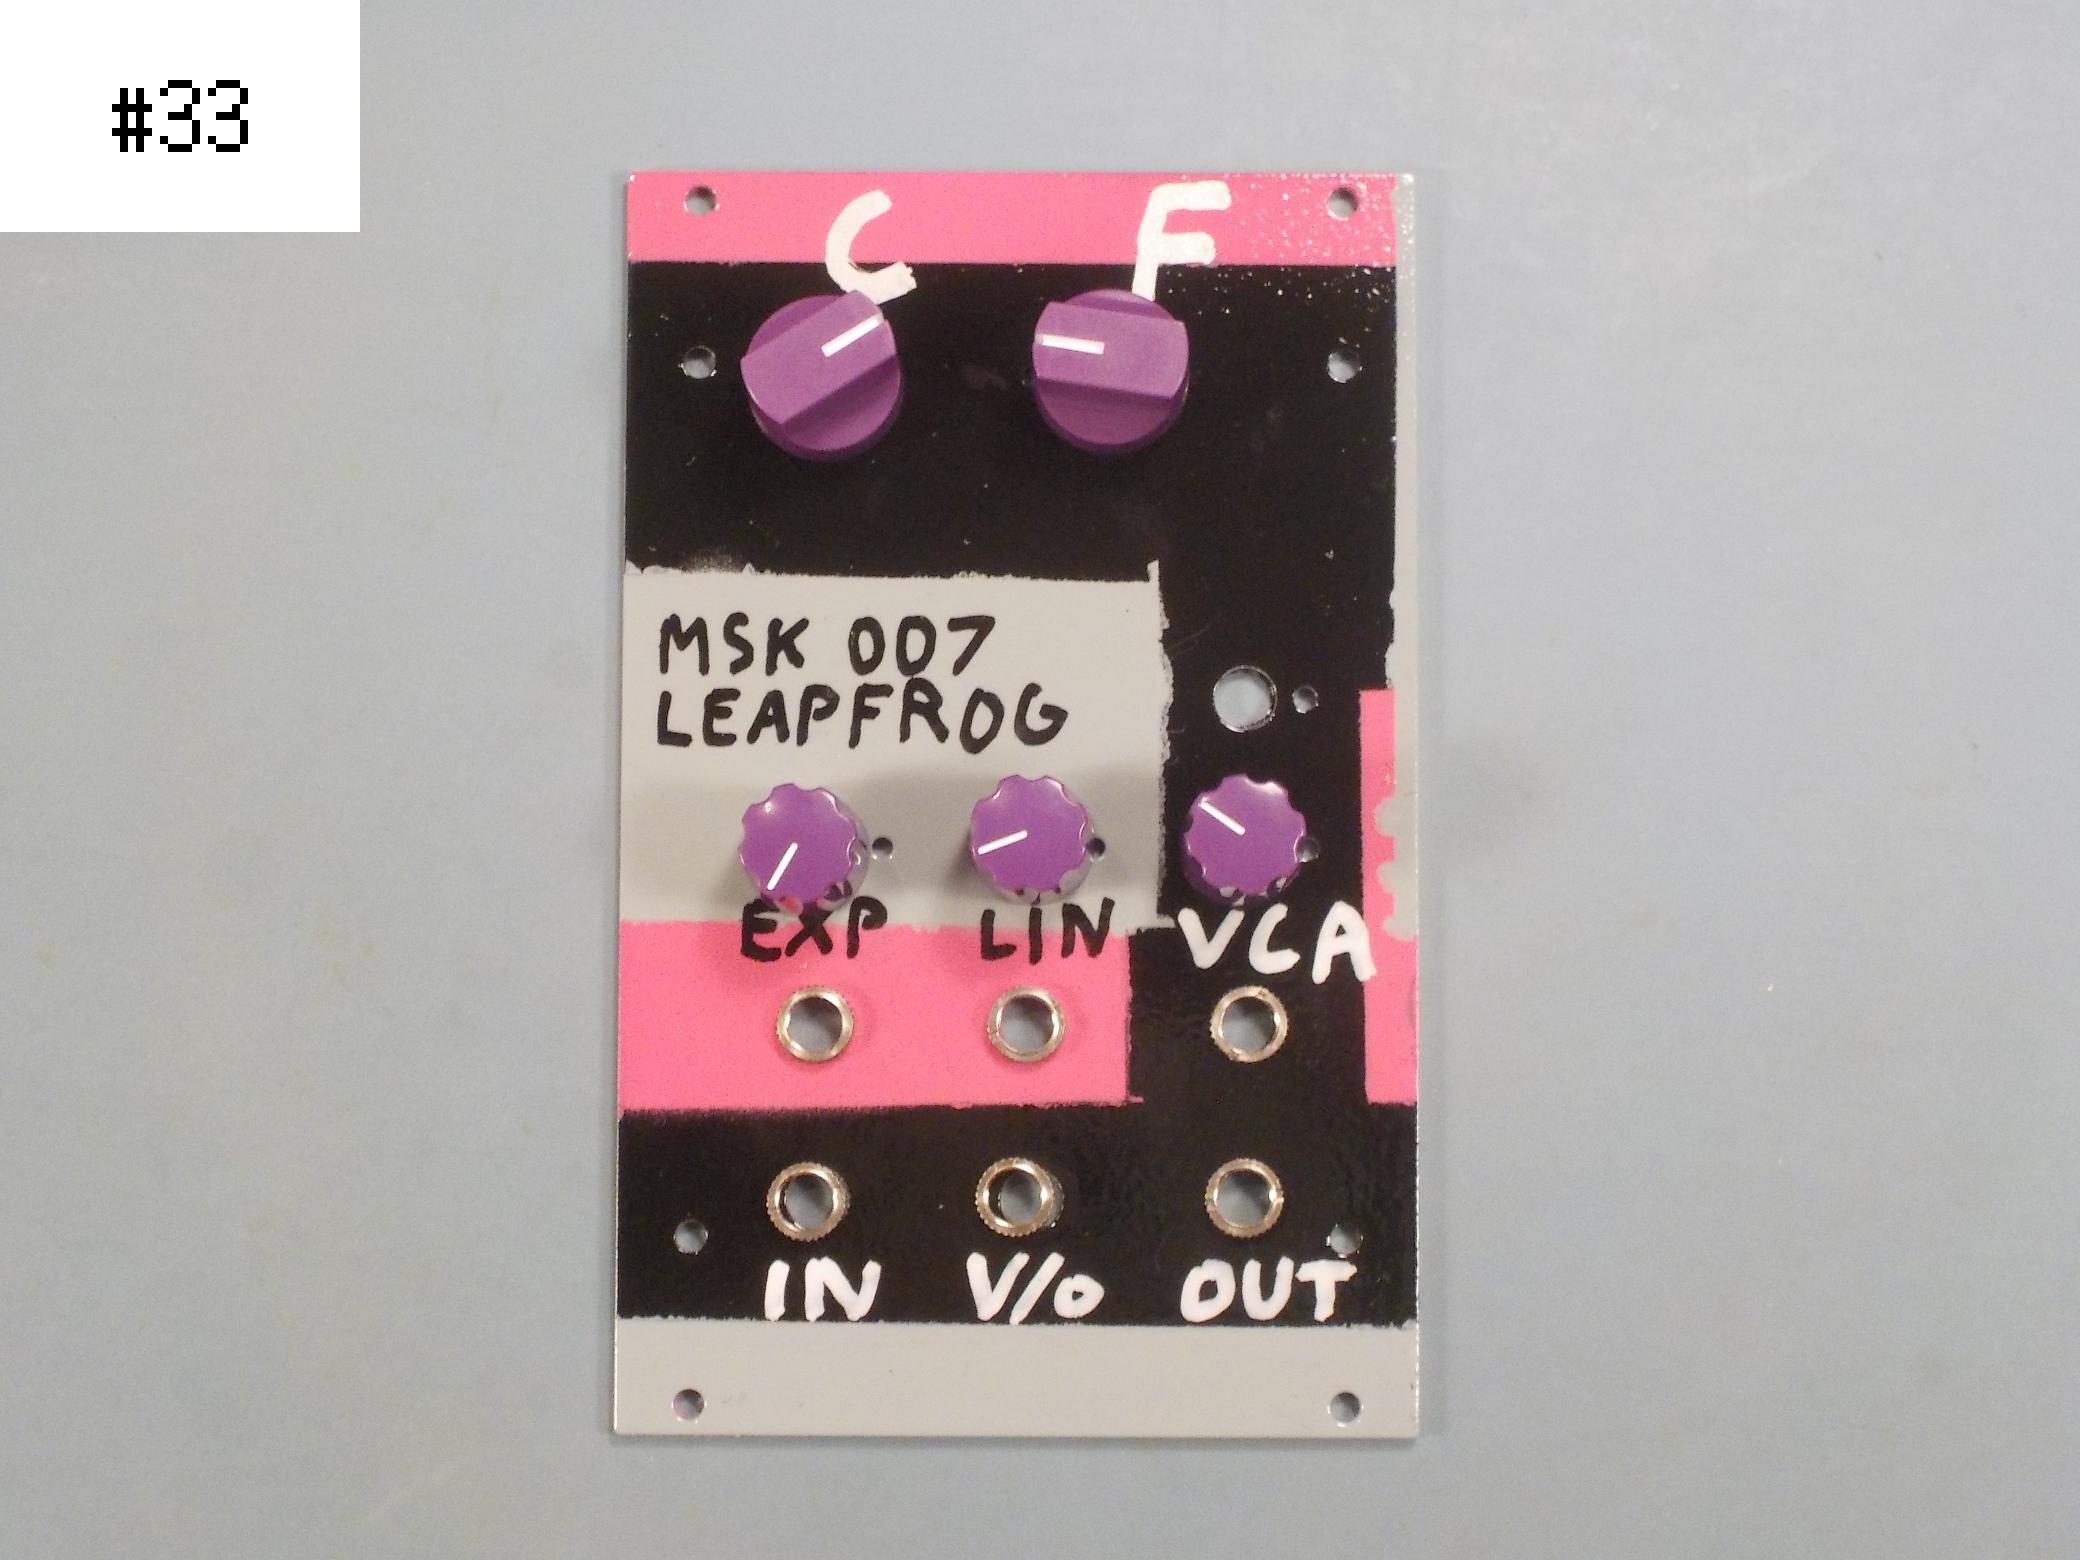 #33
C F
MSK 007
LEAPFROG
EXP LIN VCA
IN V/o OUT